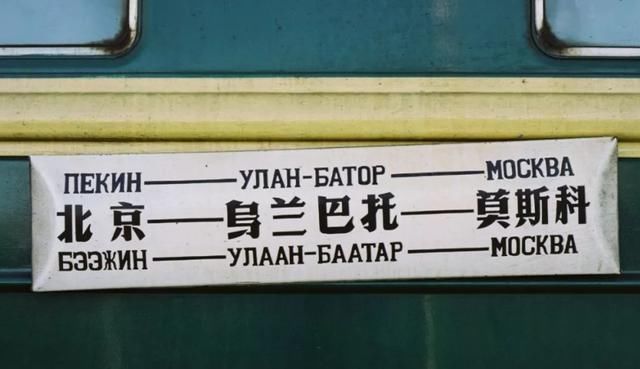 ПЕКИН——УЛАН-БАТОР——МОСКВА
北京——乌兰巴托——莫斯科
БЭЭЖИН——УЛААН-БААТАР——МОСКВА